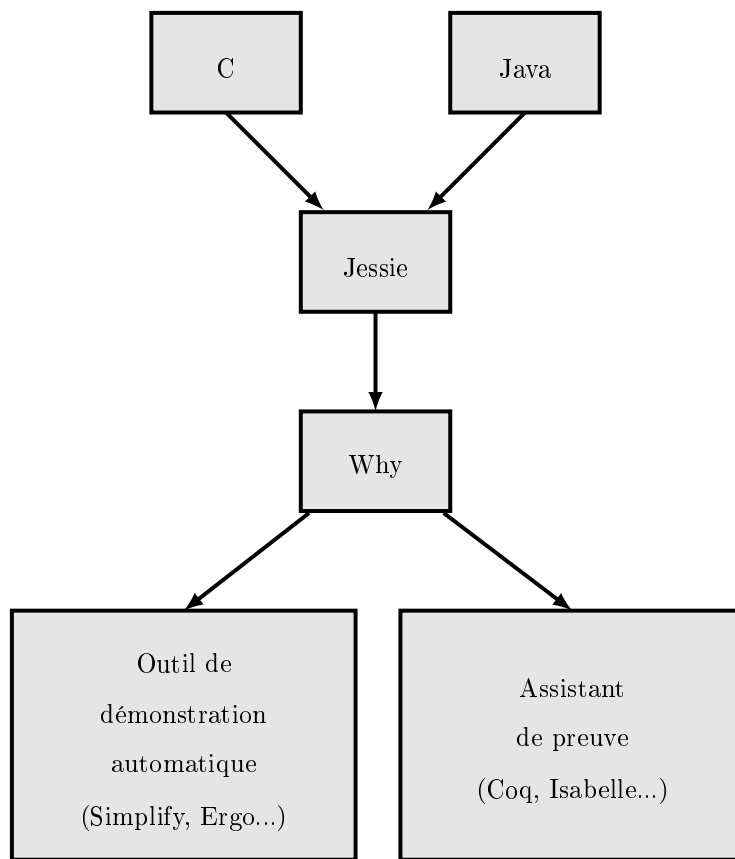 C
Java
Jessie
Why
Outil de
démonstration
automatique
(Simplify, Ergo...)
Assistant
de preuve
(Coq, Isabelle...)